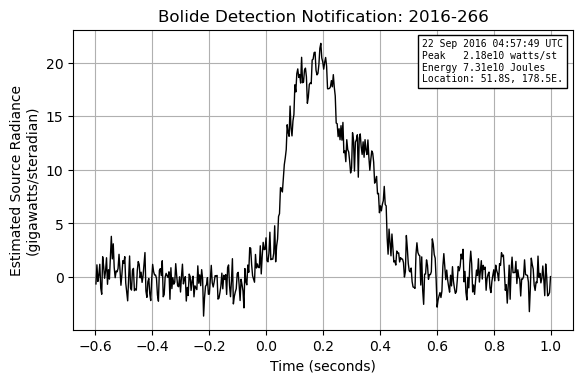 Bolide Detection Notification: 2016-266
22 Sep 2016 04:57:49 UTC
Peak   2.18e10 watts/st
Energy 7.31e10 Joules
Location: 51.8S, 178.5E.
Estimated Source Radiance
(gigawatts/steradian)
20
15
10
5
0
−0.6 −0.4 −0.2 0.0 0.2 0.4 0.6 0.8 1.0
Time (seconds)